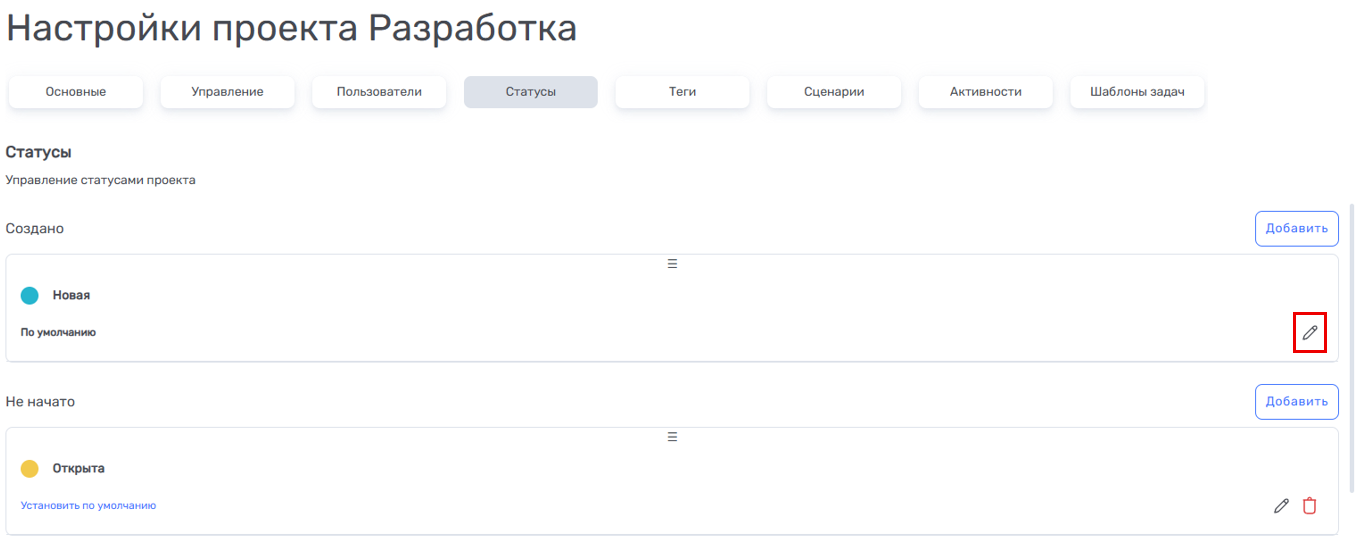 Настройки проекта Разработка
Основные Управление Пользователи Статусы Теги Сценарии Активности Шаблоны задач
Статусы
Управление статусами проекта
Создано Добавить
Новая
По умолчанию
Не начато Добавить
Открыта
Установить по умолчанию